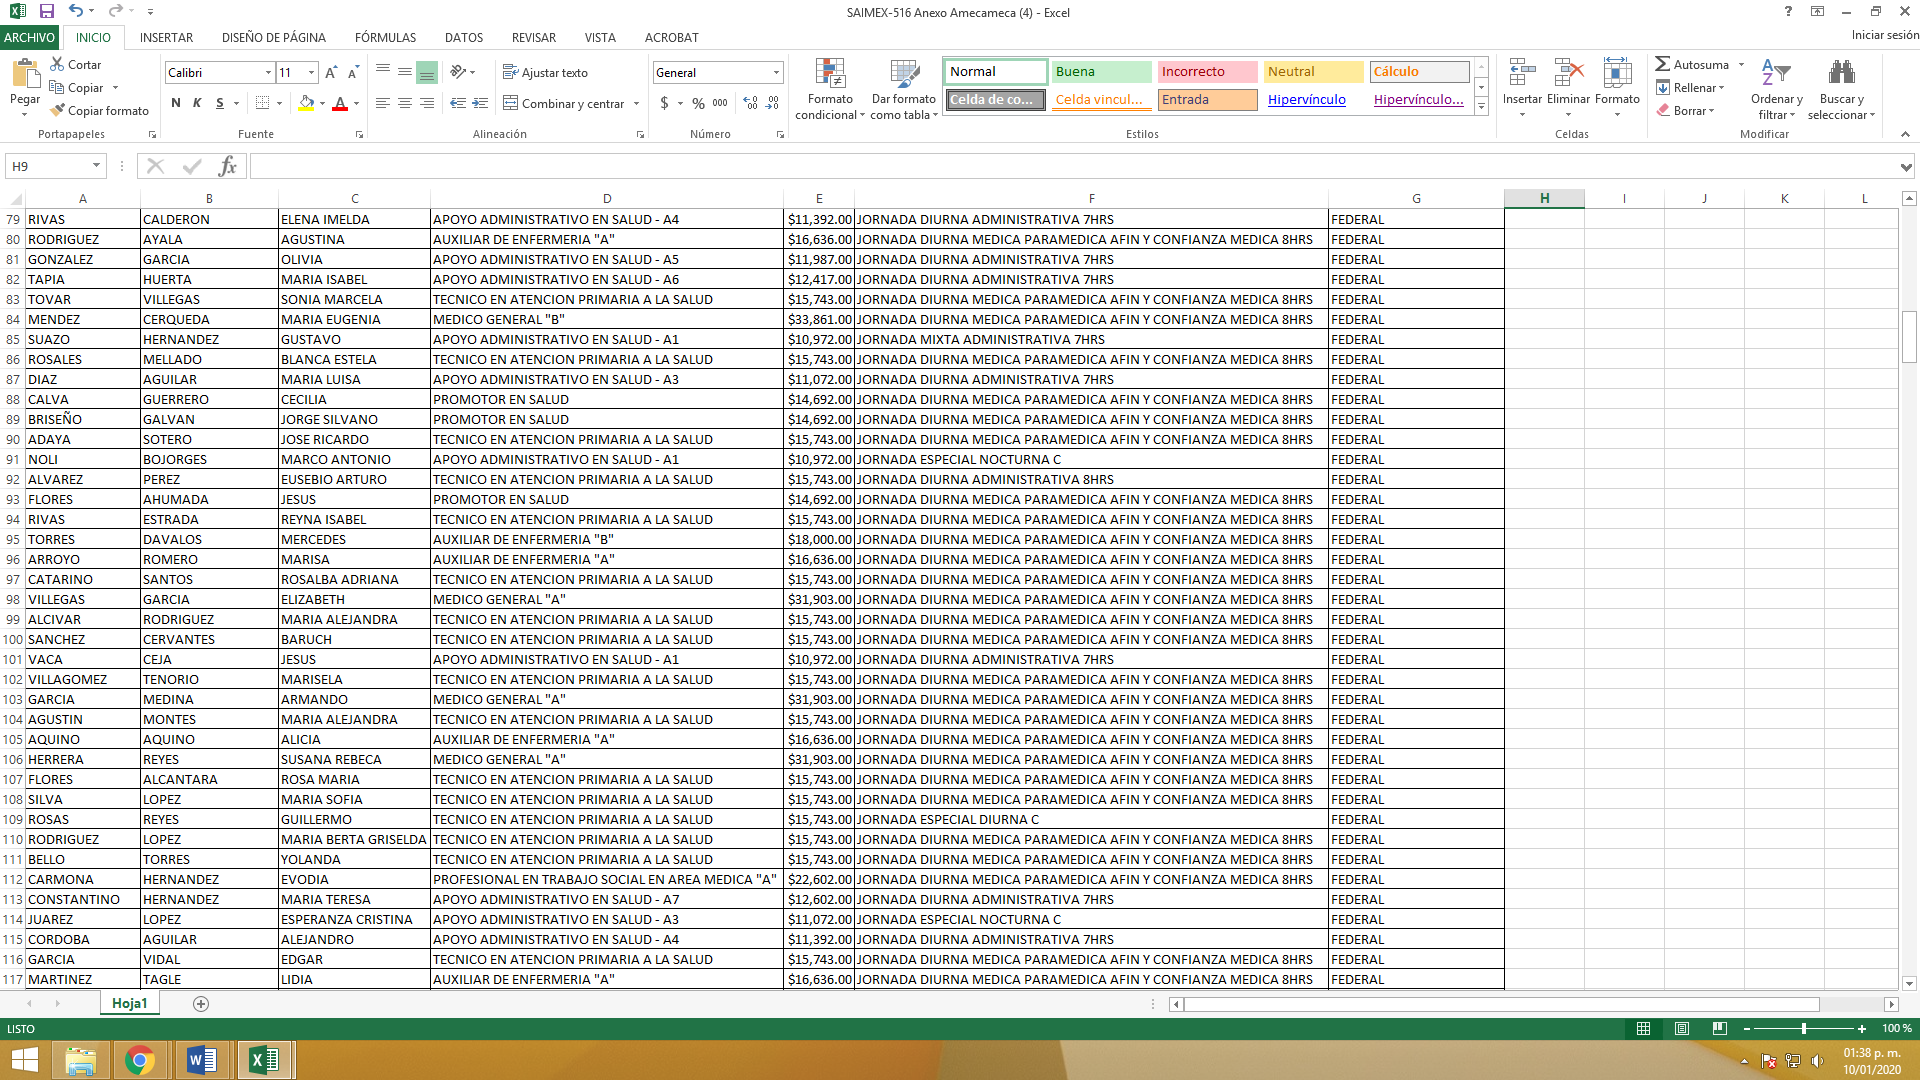 SAIMEX-516 Anexo Amecameca (4) - Excel
ARCHIVO INICIO INSERTAR DISEÑO DE PÁGINA FÓRMULAS DATOS REVISAR VISTA ACROBAT Iniciar sesión
Pegar
Cortar
Copiar
Copiar formato
Portapapeles
Calibri 11
N K S
Fuente
Ajustar texto
Combinar y centrar
Alineación
General
$ % 000
Número
Formato condicional
Dar formato como tabla
Normal Buena Incorrecto Neutral Cálculo
Celda de co... Celda vincul... Entrada Hipervínculo Hipervínculo...
Estilos
Insertar Eliminar Formato
Celdas
Autosuma
Rellenar
Borrar
Ordenar y filtrar
Buscar y seleccionar
Modificar
H9 fx
A B C D E F G H I J K L
79 RIVAS CALDERON ELENA IMELDA APOYO ADMINISTRATIVO EN SALUD - A4 $11,392.00 JORNADA DIURNA ADMINISTRATIVA 7HRS FEDERAL
80 RODRIGUEZ AYALA AGUSTINA AUXILIAR DE ENFERMERIA "A" $16,636.00 JORNADA DIURNA MEDICA PARAMEDICA AFIN Y CONFIANZA MEDICA 8HRS FEDERAL
81 GONZALEZ GARCIA OLIVIA APOYO ADMINISTRATIVO EN SALUD - A5 $11,987.00 JORNADA DIURNA ADMINISTRATIVA 7HRS FEDERAL
82 TAPIA HUERTA MARIA ISABEL APOYO ADMINISTRATIVO EN SALUD - A6 $12,417.00 JORNADA DIURNA ADMINISTRATIVA 7HRS FEDERAL
83 TOVAR VILLEGAS SONIA MARCELA TECNICO EN ATENCION PRIMARIA A LA SALUD $15,743.00 JORNADA DIURNA MEDICA PARAMEDICA AFIN Y CONFIANZA MEDICA 8HRS FEDERAL
84 MENDEZ CERQUEDA MARIA EUGENIA MEDICO GENERAL "B" $33,861.00 JORNADA DIURNA MEDICA PARAMEDICA AFIN Y CONFIANZA MEDICA 8HRS FEDERAL
85 SUAZO HERNANDEZ GUSTAVO APOYO ADMINISTRATIVO EN SALUD - A1 $10,972.00 JORNADA MIXTA ADMINISTRATIVA 7HRS FEDERAL
86 ROSALES MELLADO BLANCA ESTELA TECNICO EN ATENCION PRIMARIA A LA SALUD $15,743.00 JORNADA DIURNA MEDICA PARAMEDICA AFIN Y CONFIANZA MEDICA 8HRS FEDERAL
87 DIAZ AGUILAR MARIA LUISA APOYO ADMINISTRATIVO EN SALUD - A3 $11,072.00 JORNADA DIURNA ADMINISTRATIVA 7HRS FEDERAL
88 CALVA GUERRERO CECILIA PROMOTOR EN SALUD $14,692.00 JORNADA DIURNA MEDICA PARAMEDICA AFIN Y CONFIANZA MEDICA 8HRS FEDERAL
89 BRISEÑO GALVAN JORGE SILVANO PROMOTOR EN SALUD $14,692.00 JORNADA DIURNA MEDICA PARAMEDICA AFIN Y CONFIANZA MEDICA 8HRS FEDERAL
90 ADAYA SOTERO JOSE RICARDO TECNICO EN ATENCION PRIMARIA A LA SALUD $15,743.00 JORNADA DIURNA MEDICA PARAMEDICA AFIN Y CONFIANZA MEDICA 8HRS FEDERAL
91 NOLI BOJORGES MARCO ANTONIO APOYO ADMINISTRATIVO EN SALUD - A1 $10,972.00 JORNADA ESPECIAL NOCTURNA C FEDERAL
92 ALVAREZ PEREZ EUSEBIO ARTURO TECNICO EN ATENCION PRIMARIA A LA SALUD $15,743.00 JORNADA DIURNA ADMINISTRATIVA 8HRS FEDERAL
93 FLORES AHUMADA JESUS PROMOTOR EN SALUD $14,692.00 JORNADA DIURNA MEDICA PARAMEDICA AFIN Y CONFIANZA MEDICA 8HRS FEDERAL
94 RIVAS ESTRADA REYNA ISABEL TECNICO EN ATENCION PRIMARIA A LA SALUD $15,743.00 JORNADA DIURNA MEDICA PARAMEDICA AFIN Y CONFIANZA MEDICA 8HRS FEDERAL
95 TORRES DAVALOS MERCEDES AUXILIAR DE ENFERMERIA "B" $18,000.00 JORNADA DIURNA MEDICA PARAMEDICA AFIN Y CONFIANZA MEDICA 8HRS FEDERAL
96 ARROYO ROMERO MARISA AUXILIAR DE ENFERMERIA "A" $16,636.00 JORNADA DIURNA MEDICA PARAMEDICA AFIN Y CONFIANZA MEDICA 8HRS FEDERAL
97 CATARINO SANTOS ROSALBA ADRIANA TECNICO EN ATENCION PRIMARIA A LA SALUD $15,743.00 JORNADA DIURNA MEDICA PARAMEDICA AFIN Y CONFIANZA MEDICA 8HRS FEDERAL
98 VILLEGAS GARCIA ELIZABETH MEDICO GENERAL "A" $31,903.00 JORNADA DIURNA MEDICA PARAMEDICA AFIN Y CONFIANZA MEDICA 8HRS FEDERAL
99 ALCIVAR RODRIGUEZ MARIA ALEJANDRA TECNICO EN ATENCION PRIMARIA A LA SALUD $15,743.00 JORNADA DIURNA MEDICA PARAMEDICA AFIN Y CONFIANZA MEDICA 8HRS FEDERAL
100 SANCHEZ CERVANTES BARUCH TECNICO EN ATENCION PRIMARIA A LA SALUD $15,743.00 JORNADA DIURNA MEDICA PARAMEDICA AFIN Y CONFIANZA MEDICA 8HRS FEDERAL
101 VACA CEJA JESUS APOYO ADMINISTRATIVO EN SALUD - A1 $10,972.00 JORNADA DIURNA ADMINISTRATIVA 7HRS FEDERAL
102 VILLAGOMEZ TENORIO MARISELA TECNICO EN ATENCION PRIMARIA A LA SALUD $15,743.00 JORNADA DIURNA MEDICA PARAMEDICA AFIN Y CONFIANZA MEDICA 8HRS FEDERAL
103 GARCIA MEDINA ARMANDO MEDICO GENERAL "A" $31,903.00 JORNADA DIURNA MEDICA PARAMEDICA AFIN Y CONFIANZA MEDICA 8HRS FEDERAL
104 AGUSTIN MONTES MARIA ALEJANDRA TECNICO EN ATENCION PRIMARIA A LA SALUD $15,743.00 JORNADA DIURNA MEDICA PARAMEDICA AFIN Y CONFIANZA MEDICA 8HRS FEDERAL
105 AQUINO AQUINO ALICIA AUXILIAR DE ENFERMERIA "A" $16,636.00 JORNADA DIURNA MEDICA PARAMEDICA AFIN Y CONFIANZA MEDICA 8HRS FEDERAL
106 HERRERA REYES SUSANA REBECA MEDICO GENERAL "A" $31,903.00 JORNADA DIURNA MEDICA PARAMEDICA AFIN Y CONFIANZA MEDICA 8HRS FEDERAL
107 FLORES ALCANTARA ROSA MARIA TECNICO EN ATENCION PRIMARIA A LA SALUD $15,743.00 JORNADA DIURNA MEDICA PARAMEDICA AFIN Y CONFIANZA MEDICA 8HRS FEDERAL
108 SILVA LOPEZ MARIA SOFIA TECNICO EN ATENCION PRIMARIA A LA SALUD $15,743.00 JORNADA DIURNA MEDICA PARAMEDICA AFIN Y CONFIANZA MEDICA 8HRS FEDERAL
109 ROSAS REYES GUILLERMO TECNICO EN ATENCION PRIMARIA A LA SALUD $15,743.00 JORNADA ESPECIAL DIURNA C FEDERAL
110 RODRIGUEZ LOPEZ MARIA BERTA GRISELDA TECNICO EN ATENCION PRIMARIA A LA SALUD $15,743.00 JORNADA DIURNA MEDICA PARAMEDICA AFIN Y CONFIANZA MEDICA 8HRS FEDERAL
111 BELLO TORRES YOLANDA TECNICO EN ATENCION PRIMARIA A LA SALUD $15,743.00 JORNADA DIURNA MEDICA PARAMEDICA AFIN Y CONFIANZA MEDICA 8HRS FEDERAL
112 CARMONA HERNANDEZ EVODIA PROFESIONAL EN TRABAJO SOCIAL EN AREA MEDICA "A" $22,602.00 JORNADA DIURNA MEDICA PARAMEDICA AFIN Y CONFIANZA MEDICA 8HRS FEDERAL
113 CONSTANTINO HERNANDEZ MARIA TERESA APOYO ADMINISTRATIVO EN SALUD - A7 $12,602.00 JORNADA DIURNA ADMINISTRATIVA 7HRS FEDERAL
114 JUAREZ LOPEZ ESPERANZA CRISTINA APOYO ADMINISTRATIVO EN SALUD - A3 $11,072.00 JORNADA ESPECIAL NOCTURNA C FEDERAL
115 CORDOBA AGUILAR ALEJANDRO APOYO ADMINISTRATIVO EN SALUD - A4 $11,392.00 JORNADA DIURNA ADMINISTRATIVA 7HRS FEDERAL
116 GARCIA VIDAL EDGAR TECNICO EN ATENCION PRIMARIA A LA SALUD $15,743.00 JORNADA DIURNA MEDICA PARAMEDICA AFIN Y CONFIANZA MEDICA 8HRS FEDERAL
117 MARTINEZ TAGLE LIDIA AUXILIAR DE ENFERMERIA "A" $16,636.00 JORNADA DIURNA MEDICA PARAMEDICA AFIN Y CONFIANZA MEDICA 8HRS FEDERAL
Hoja1
LISTO 100 %
01:38 p. m.
10/01/2020